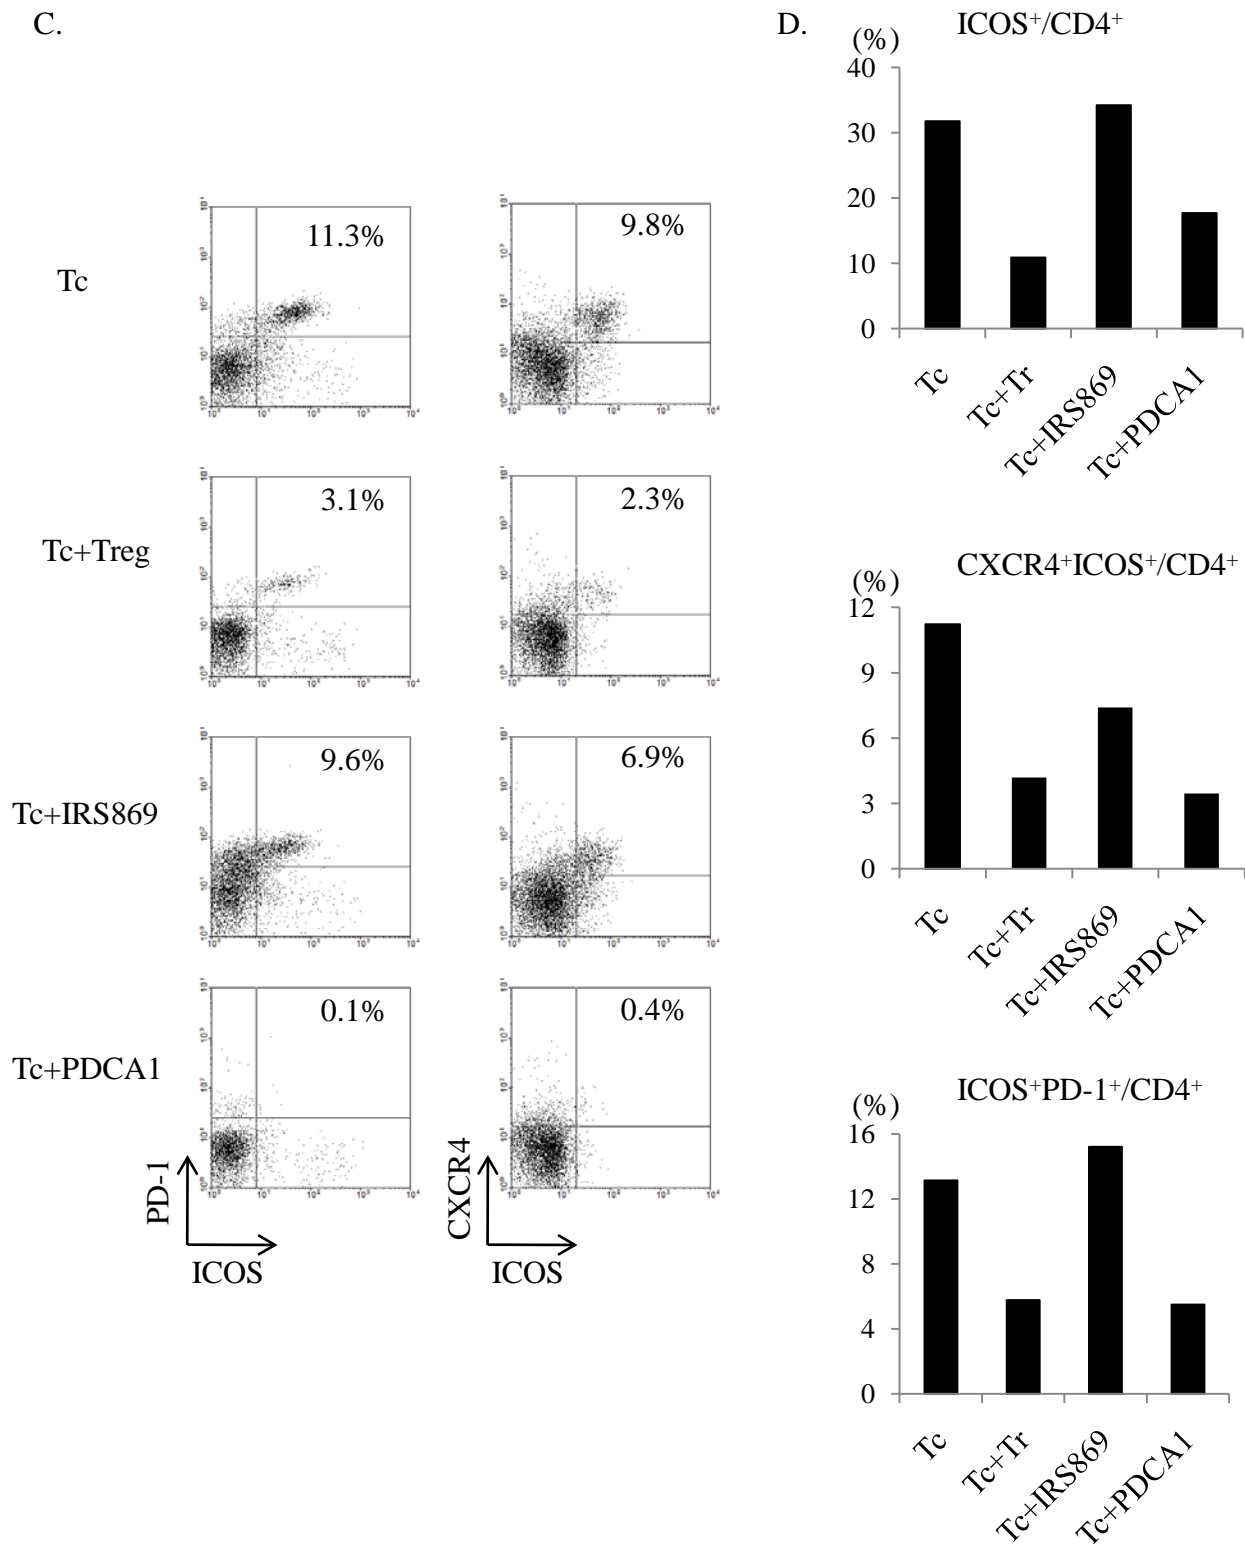 C.
Tc
11.3%
9.8%
Tc+Treg
3.1%
2.3%
Tc+IRS869
9.6%
6.9%
Tc+PDCA1
0.1%
0.4%
PD-1
ICOS
CXCR4
ICOS
D.
ICOS⁺/CD4⁺
(%)
40
30
20
10
0
Tc
Tc+Tr
Tc+IRS869
Tc+PDCA1
CXCR4⁺ICOS⁺/CD4⁺
(%)
12
9
6
3
0
Tc
Tc+Tr
Tc+IRS869
Tc+PDCA1
ICOS⁺PD-1⁺/CD4⁺
(%)
16
12
8
4
0
Tc
Tc+Tr
Tc+IRS869
Tc+PDCA1